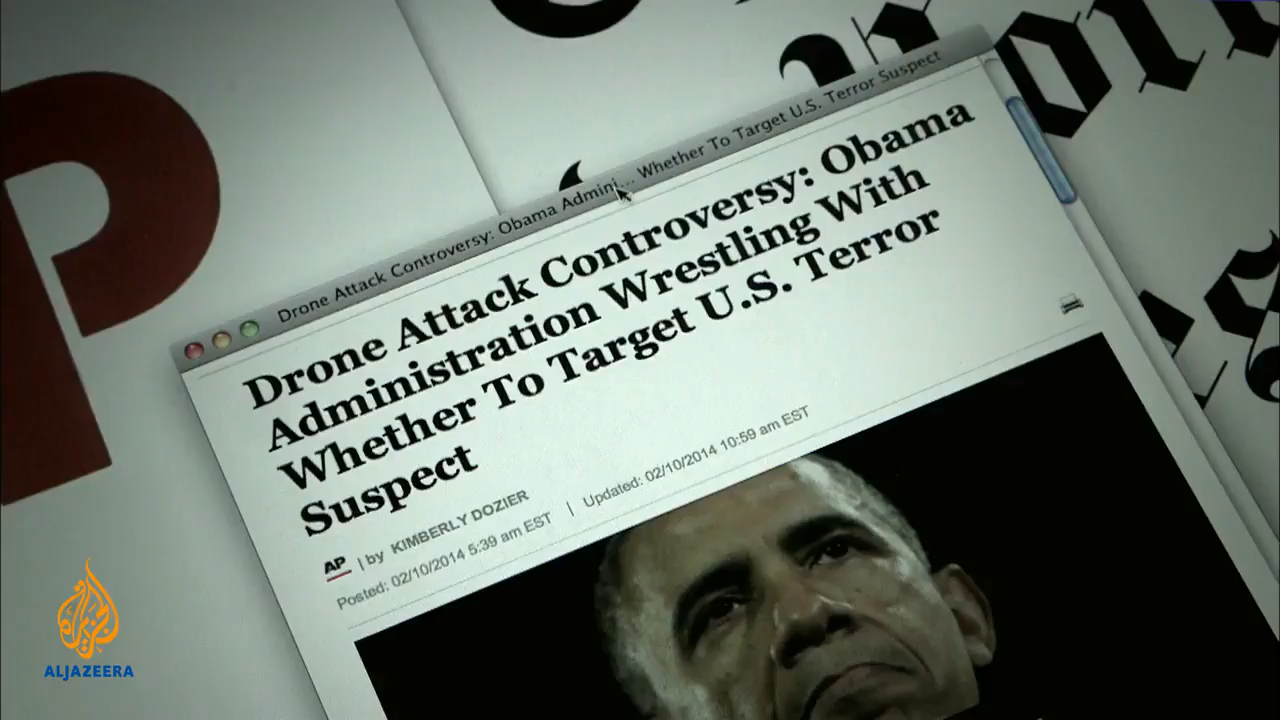 Drone Attack Controversy: Obama Admini... Whether To Target U.S. Terror Suspect
Drone Attack Controversy: Obama
Administration Wrestling With
Whether To Target U.S. Terror
Suspect
AP | by KIMBERLY DOZIER
Posted: 02/10/2014 5:39 am EST | Updated: 02/10/2014 10:59 am EST
P
ALJAZEERA